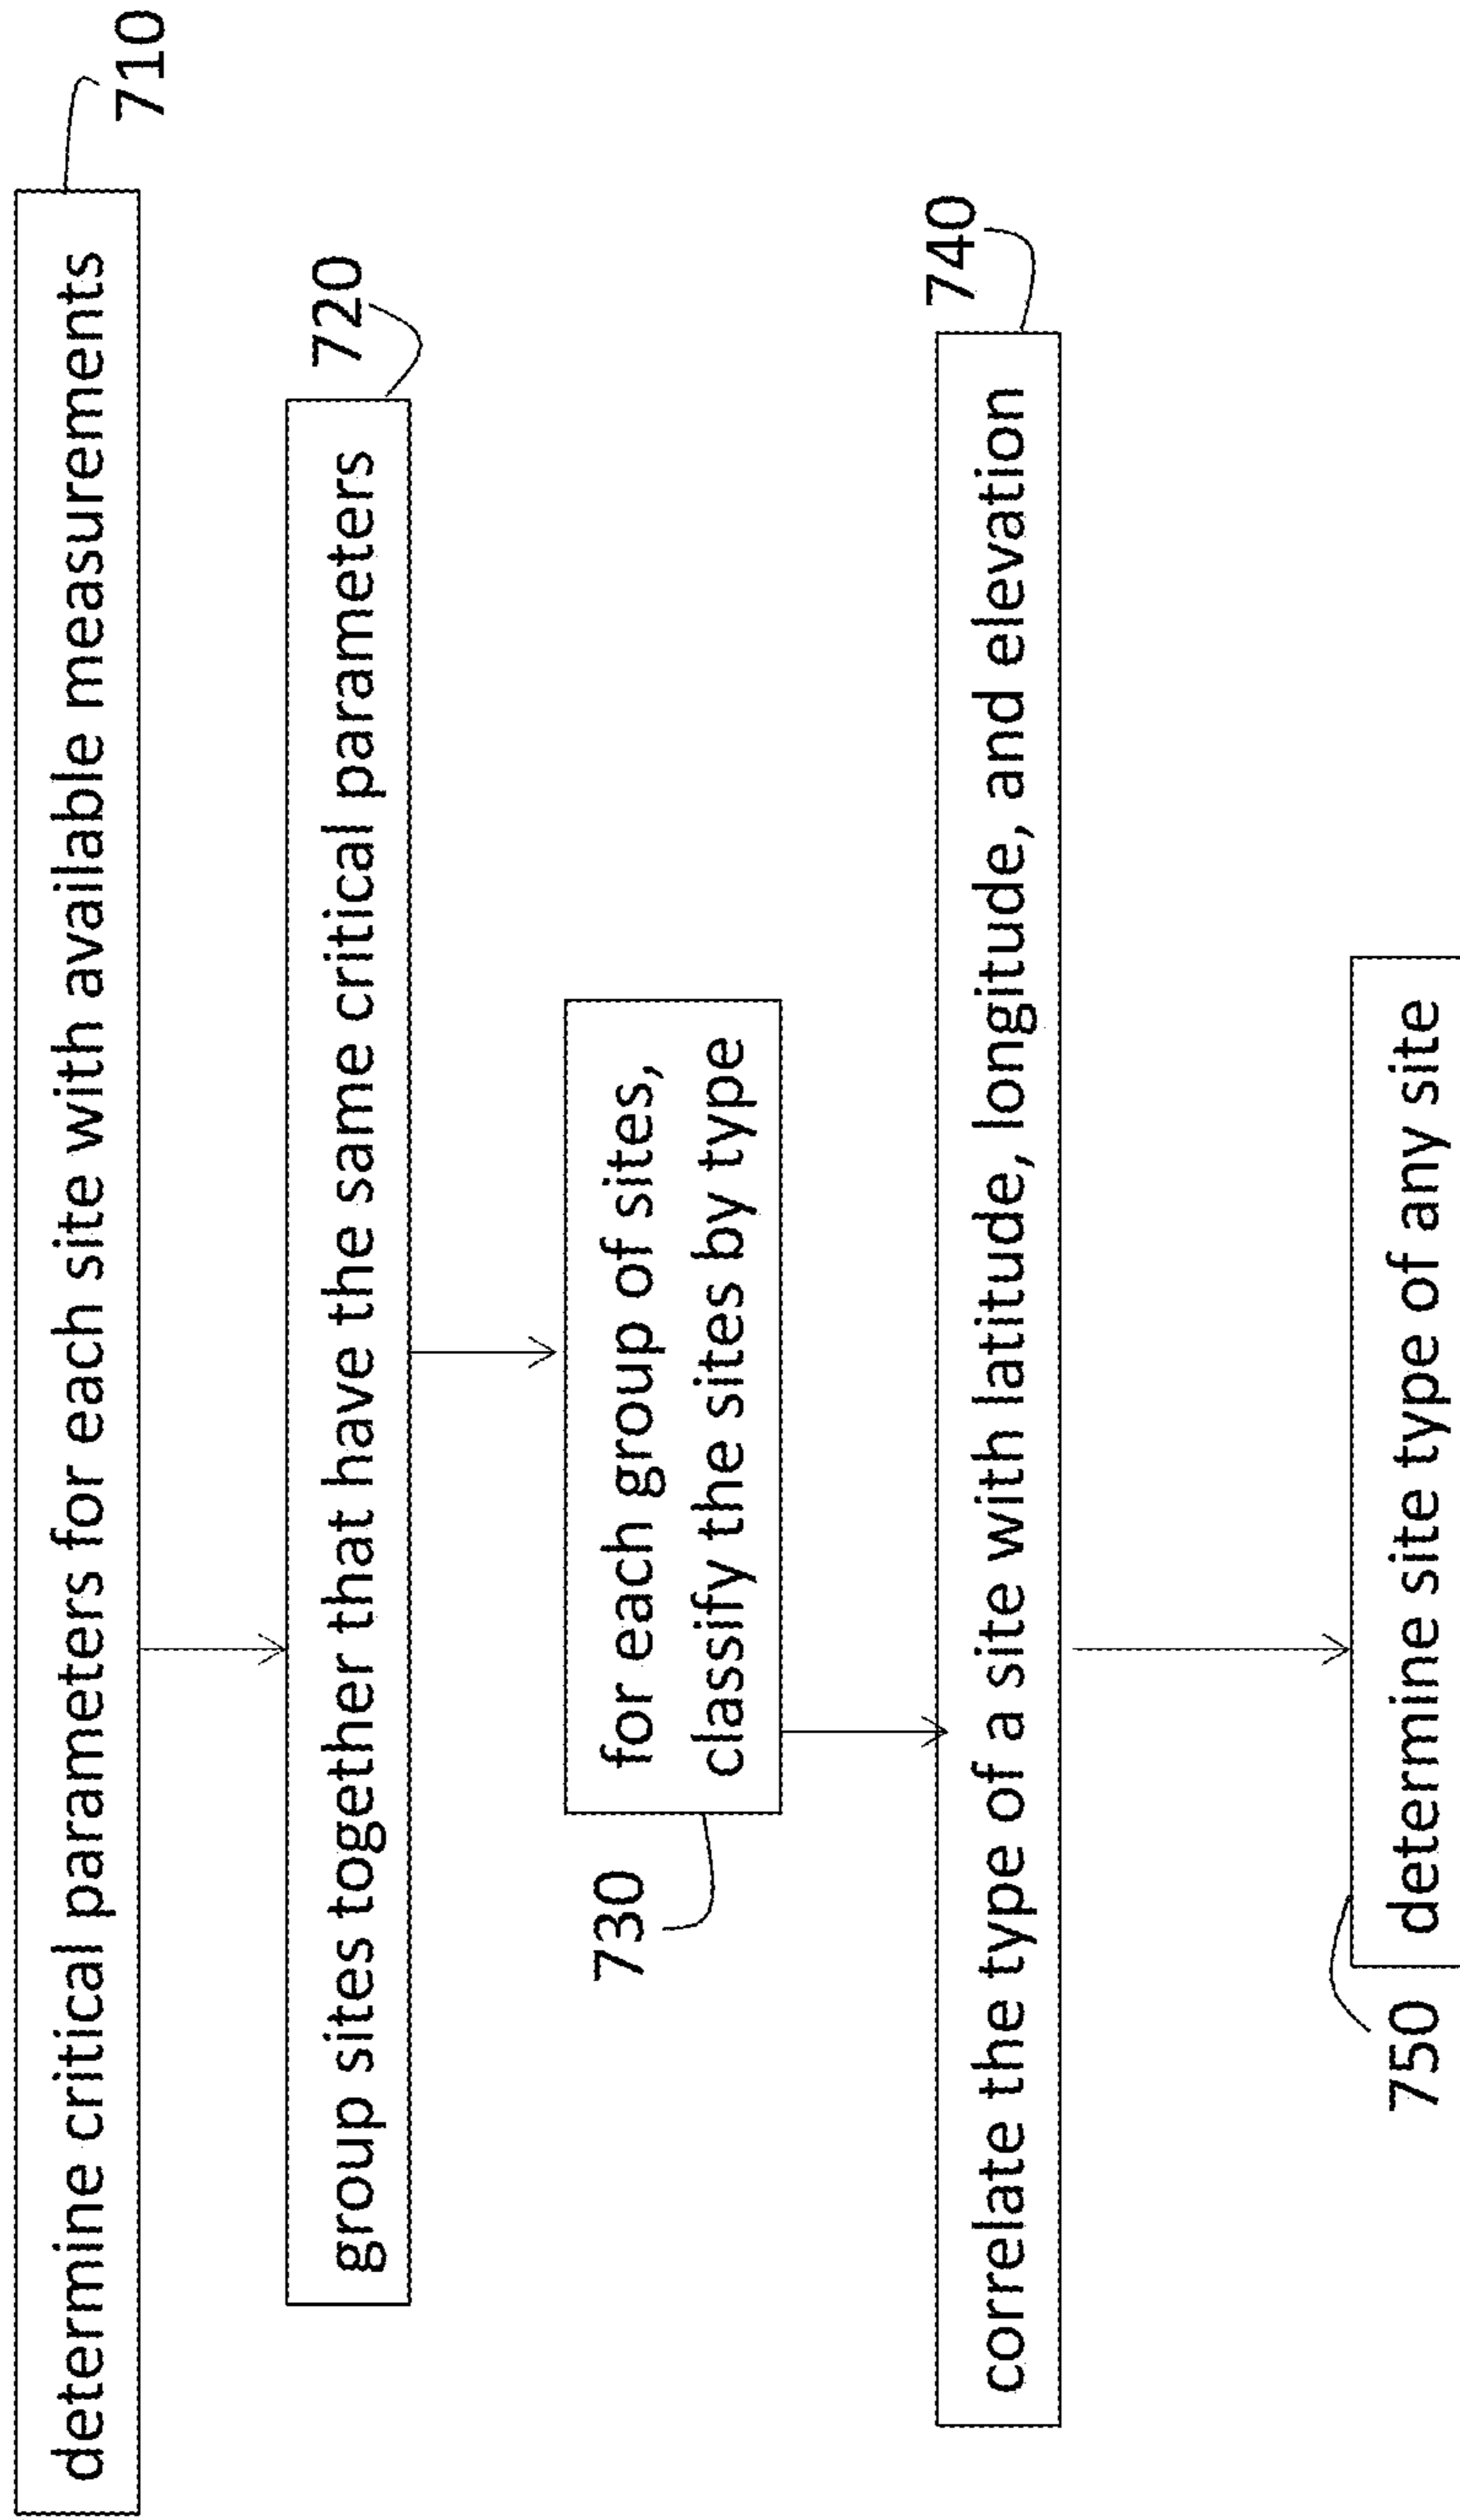 determine critical parameters for each site with available measurements
710
group sites together that have the same critical parameters
720
for each group of sites,
classify the sites by type
730
correlate the type of a site with latitude, longitude, and elevation
740
determine site type of any site
750